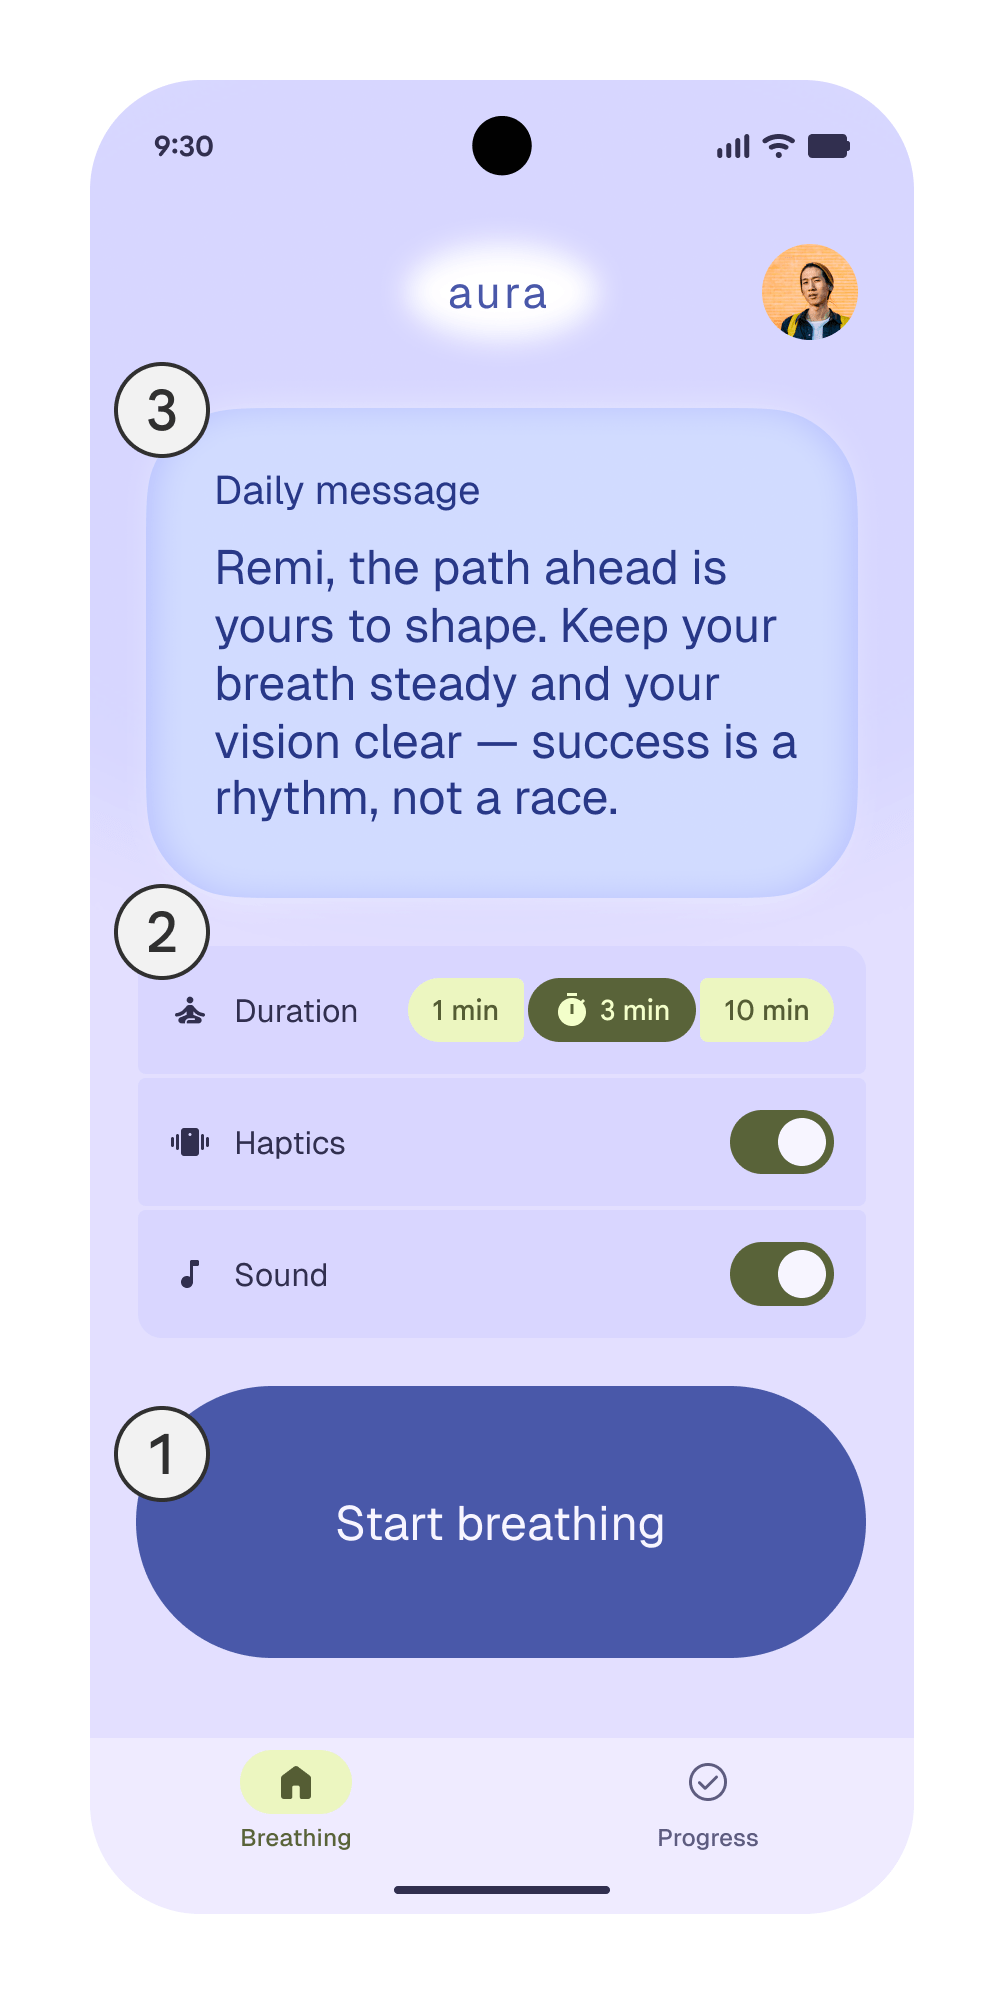 9:30
aura
3
Daily message
Remi, the path ahead is
yours to shape. Keep your
breath steady and your
vision clear — success is a
rhythm, not a race.
2
Duration
1 min
3 min
10 min
Haptics
Sound
1
Start breathing
Breathing
Progress